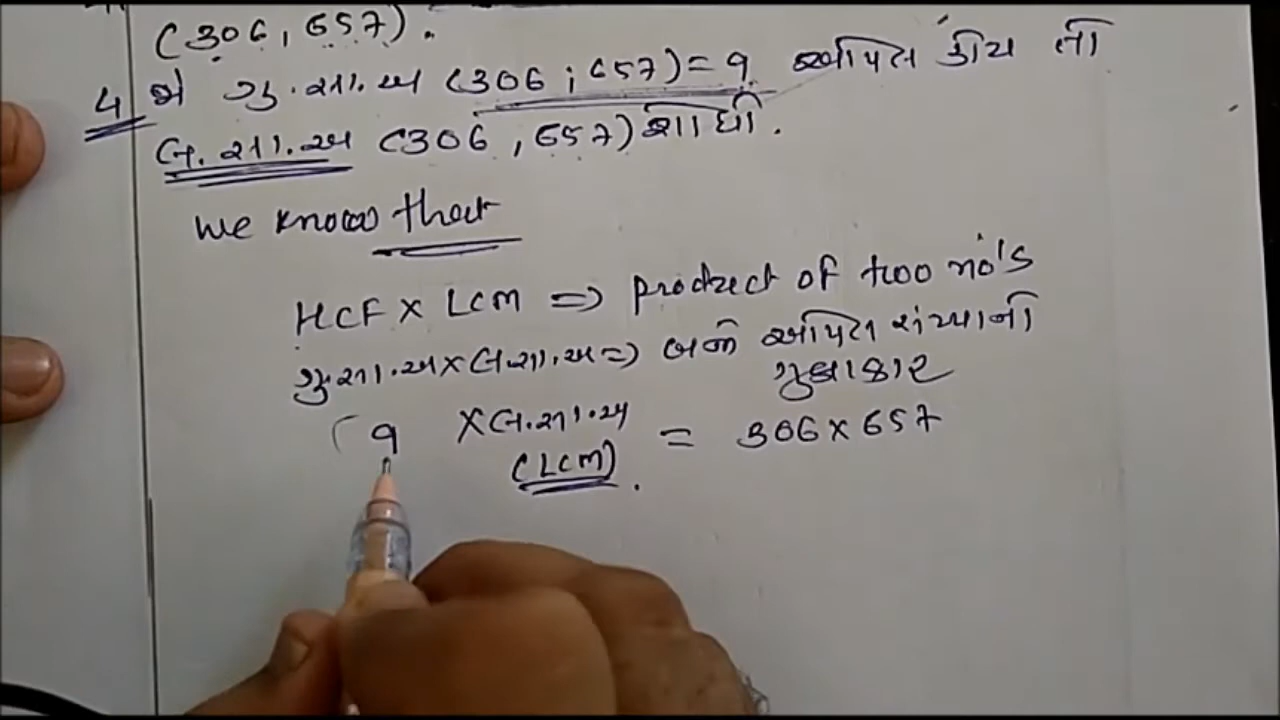 (306, 657).
4 જો ગુ.સા.અ (306, 657) = 9 આપેલ હોય તો
લ.સા.અ (306, 657) શોધો.
We know that
HCF × LCM ⇒ product of two no's
ગુ.સા.અ × લ.સા.અ ⇒ બન્ને આપેલ સંખ્યાનો
ગુણાકાર
9 × લ.સા.અ = 306 × 657
(LCM).